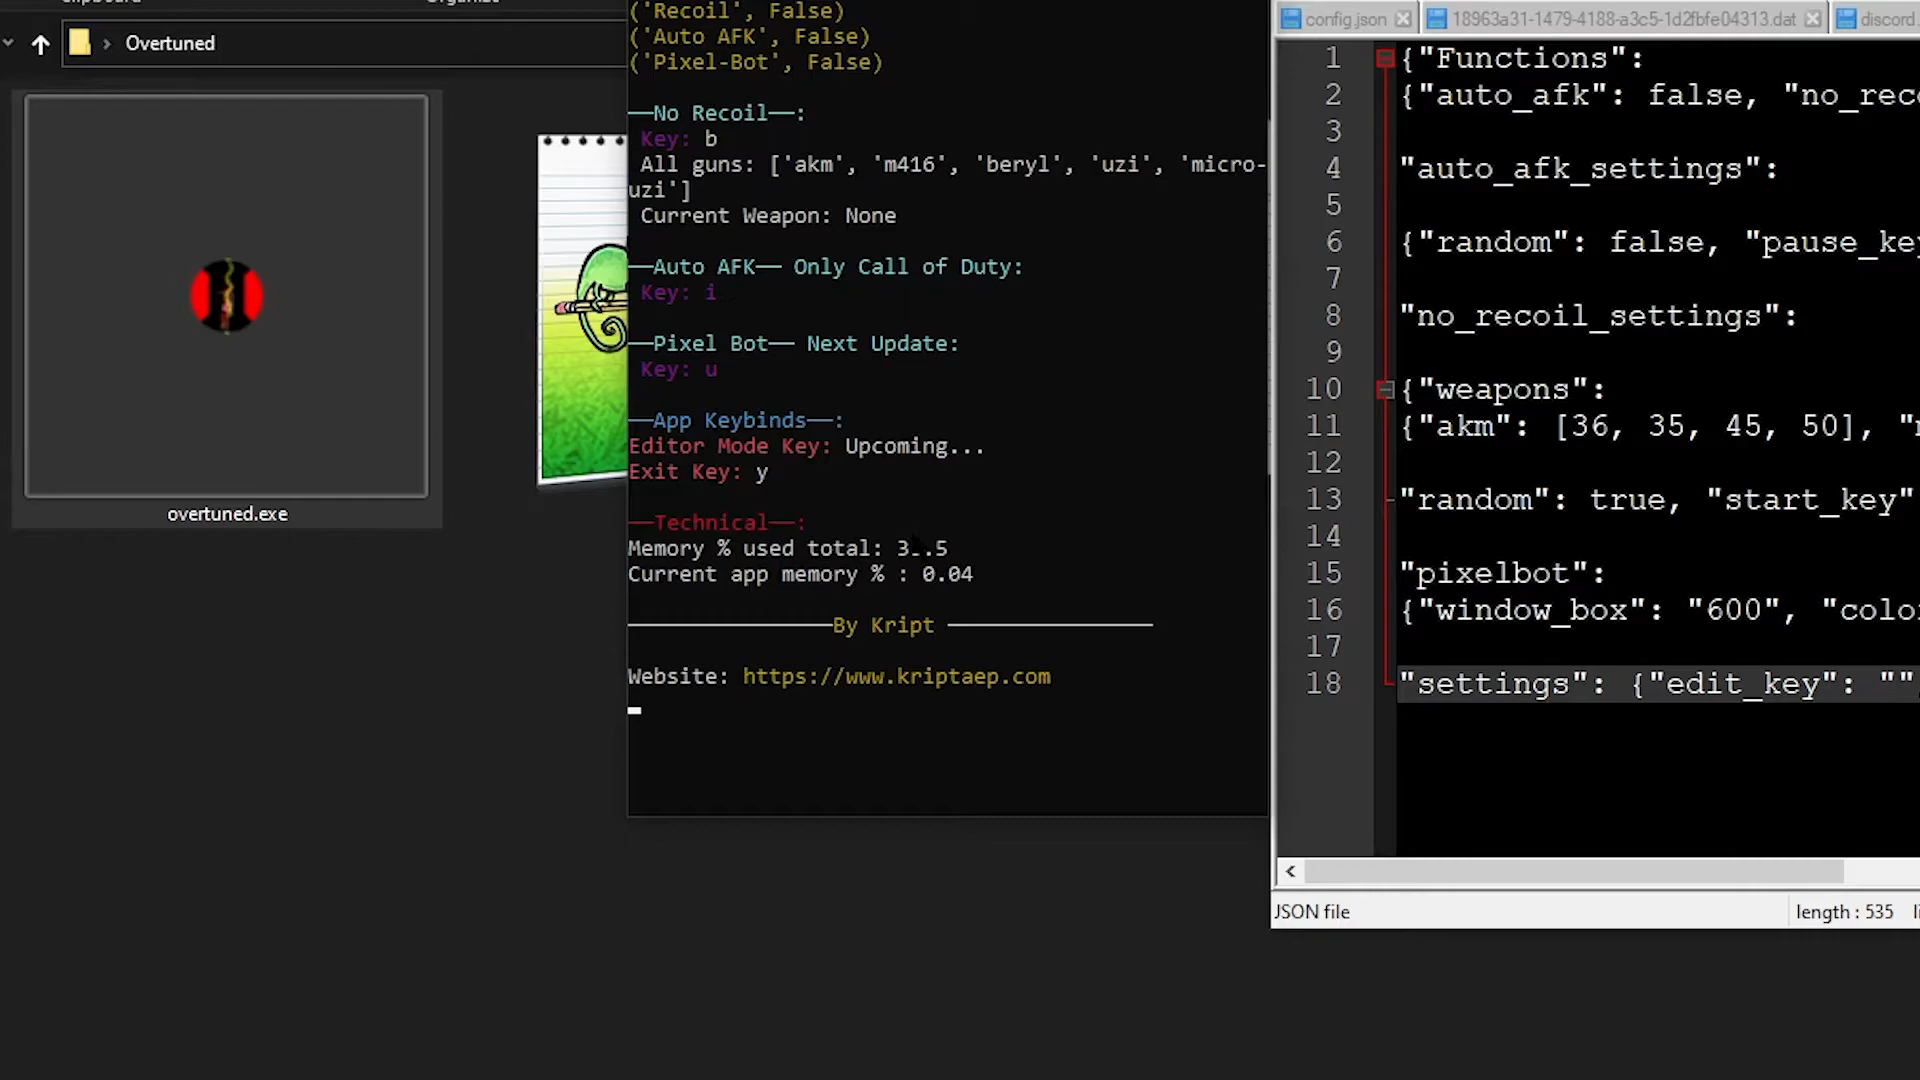 Overtuned
overtuned.exe
('Recoil', False)
('Auto AFK', False)
('Pixel-Bot', False)
—No Recoil—:
Key: b
All guns: ['akm', 'm416', 'beryl', 'uzi', 'micro-
uzi']
Current Weapon: None
—Auto AFK— Only Call of Duty:
Key: i
—Pixel Bot— Next Update:
Key: u
—App Keybinds—:
Editor Mode Key: Upcoming...
Exit Key: y
—Technical—:
Memory % used total:
Current app memory % : 0.04
By Kript
Website: https://www.kriptaep.com
config.json
18963a31-1479-4188-a3c5-1d2fbfe04313.dat
discord
1 {"Functions":
2 {"auto_afk": false, "no_reco
3
4 "auto_afk_settings":
5
6 {"random": false, "pause_key
7
8 "no_recoil_settings":
9
10 {"weapons":
11 {"akm": [36, 35, 45, 50], "
12
13 "random": true, "start_key"
14
15 "pixelbot":
16 {"window_box": "600", "colo
17
18 "settings": {"edit_key": ""
JSON file
length : 535